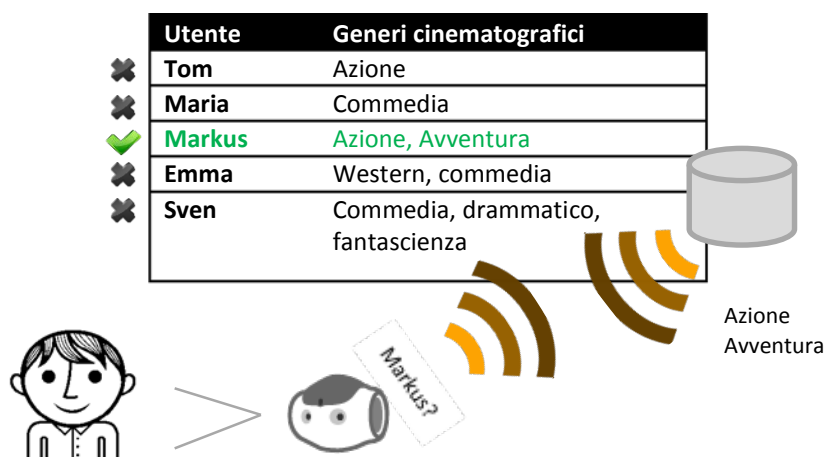 Utente Generi cinematografici
Tom Azione
Maria Commedia
Markus Azione, Avventura
Emma Western, commedia
Sven Commedia, drammatico,
fantascienza
Azione
Avventura
Markus?